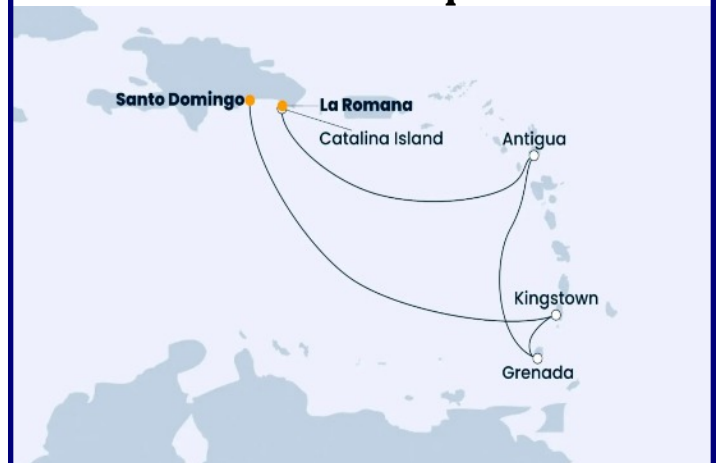 Santo Domingo
La Romana
Catalina Island
Antigua
Kingstown
Grenada